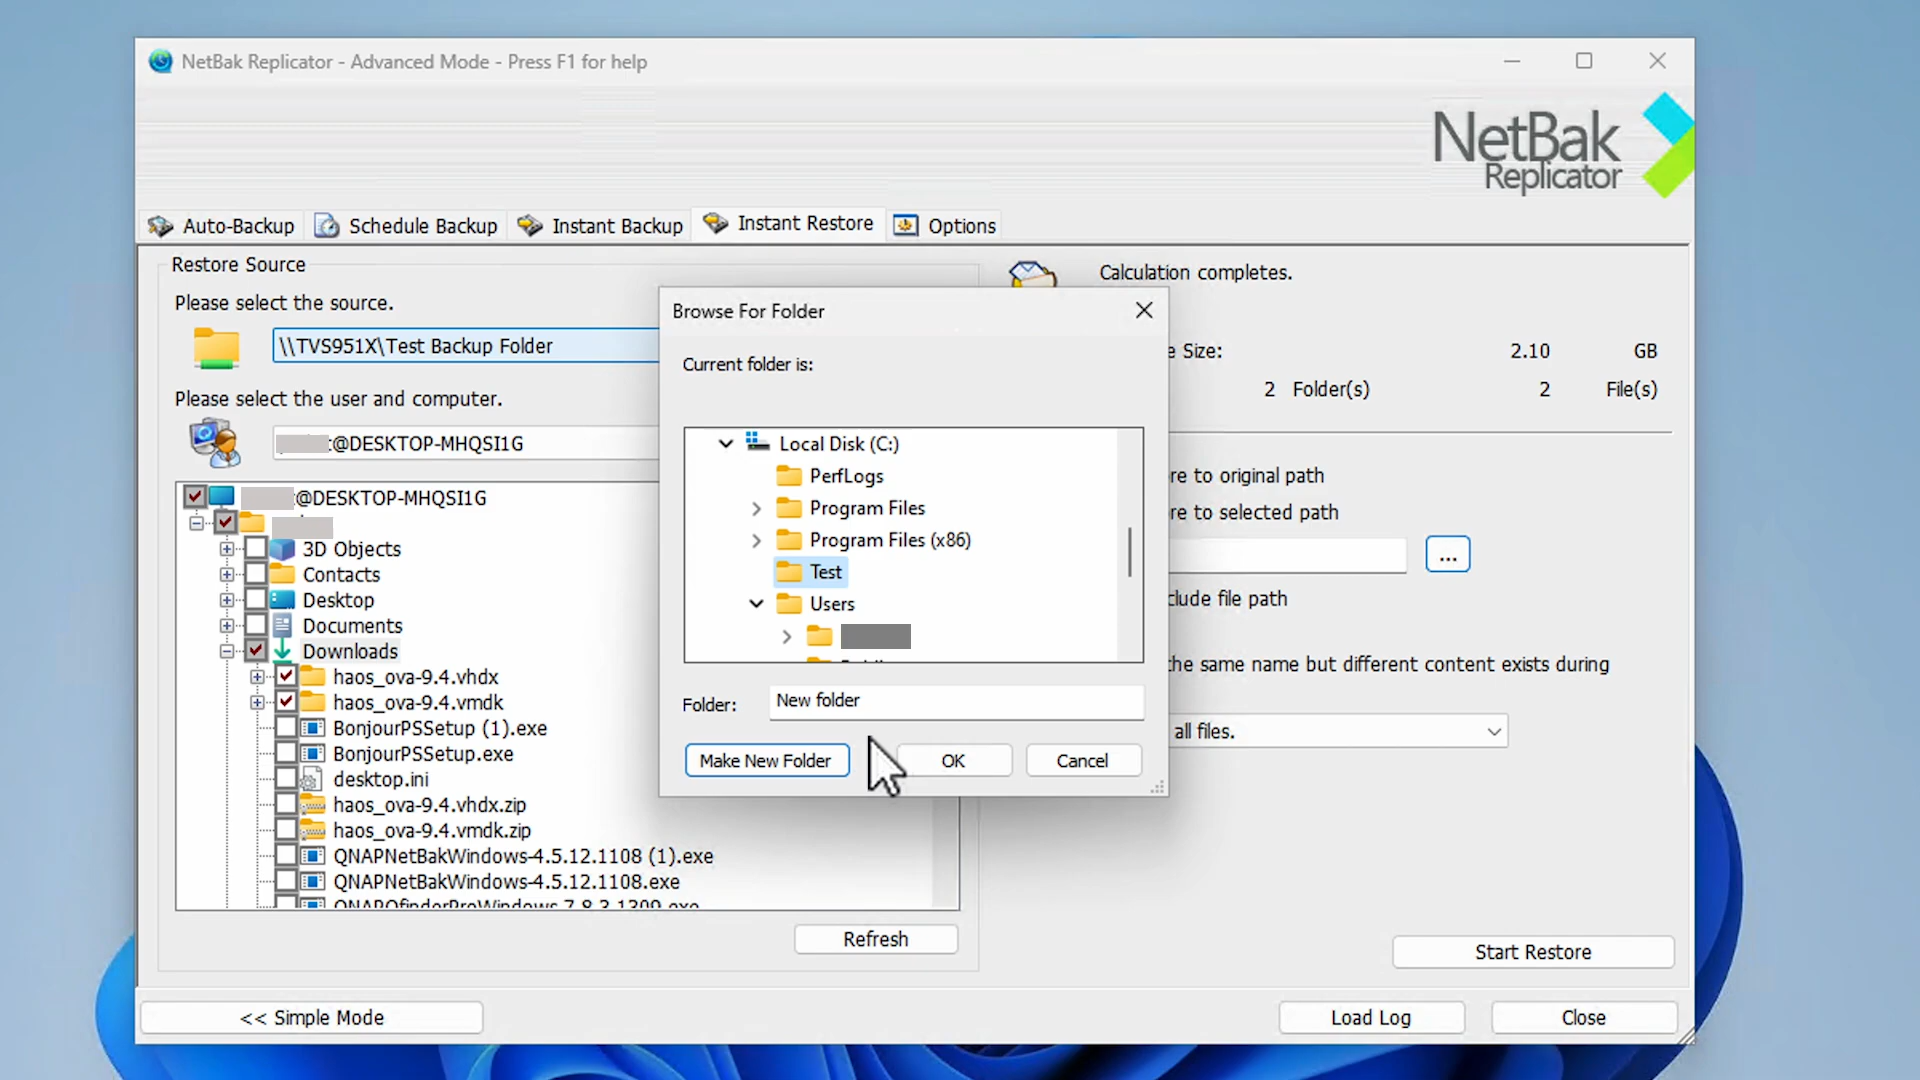 NetBak Replicator - Advanced Mode - Press F1 for help
NetBak
Replicator
Auto-Backup
Schedule Backup
Instant Backup
Instant Restore
Options
Restore Source
Please select the source.
\\TVS951X\Test Backup Folder
Please select the user and computer.
@DESKTOP-MHQSI1G
@DESKTOP-MHQSI1G
3D Objects
Contacts
Desktop
Documents
Downloads
haos_ova-9.4.vhdx
haos_ova-9.4.vmdk
BonjourPSSetup (1).exe
BonjourPSSetup.exe
desktop.ini
haos_ova-9.4.vhdx.zip
haos_ova-9.4.vmdk.zip
QNAPNetBakWindows-4.5.12.1108 (1).exe
QNAPNetBakWindows-4.5.12.1108.exe
Refresh
Browse For Folder
Current folder is:
Local Disk (C:)
PerfLogs
Program Files
Program Files (x86)
Test
Users
Folder:
New folder
Make New Folder
OK
Cancel
Calculation completes.
e Size:
2.10
GB
2 Folder(s)
2
File(s)
re to original path
re to selected path
...
clude file path
the same name but different content exists during
all files.
Start Restore
<< Simple Mode
Load Log
Close